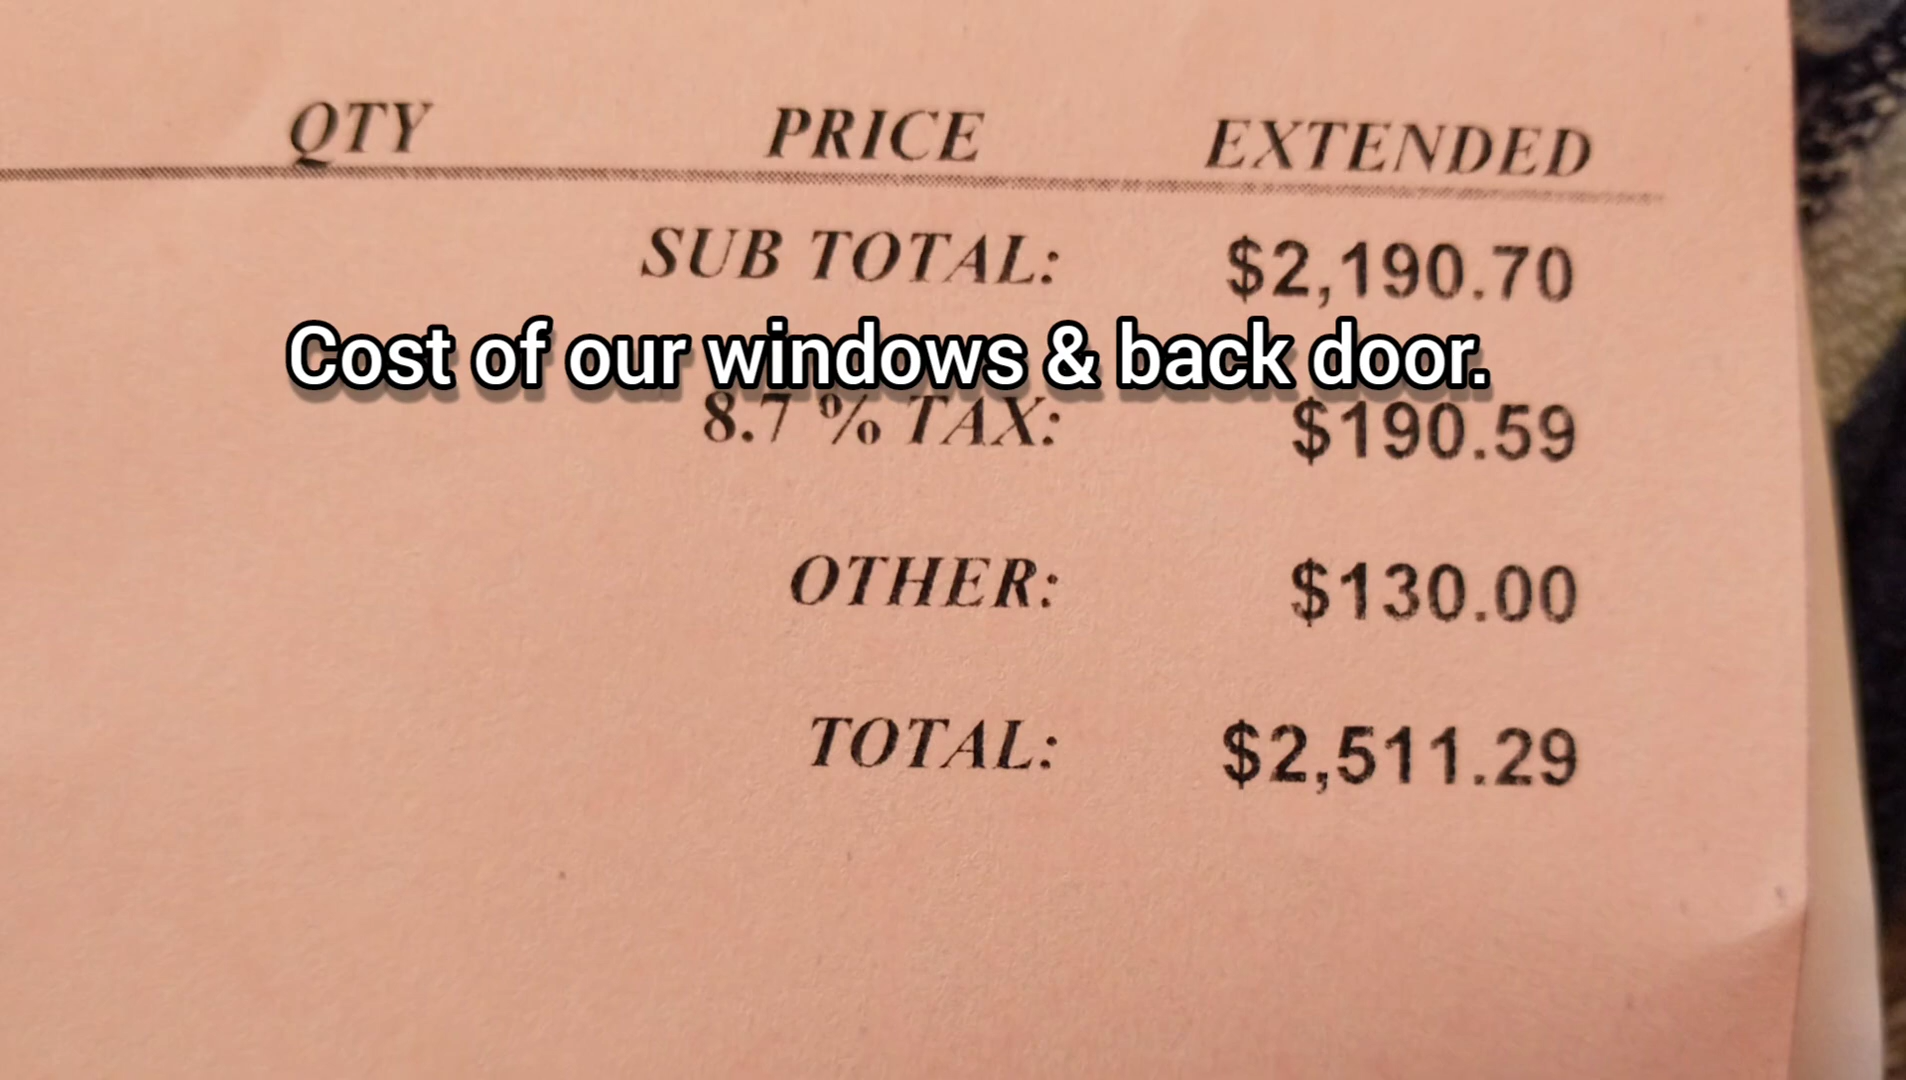 QTY PRICE EXTENDED
SUB TOTAL: $2,190.70
Cost of our windows & back door.
8.7 % TAX: $190.59
OTHER: $130.00
TOTAL: $2,511.29